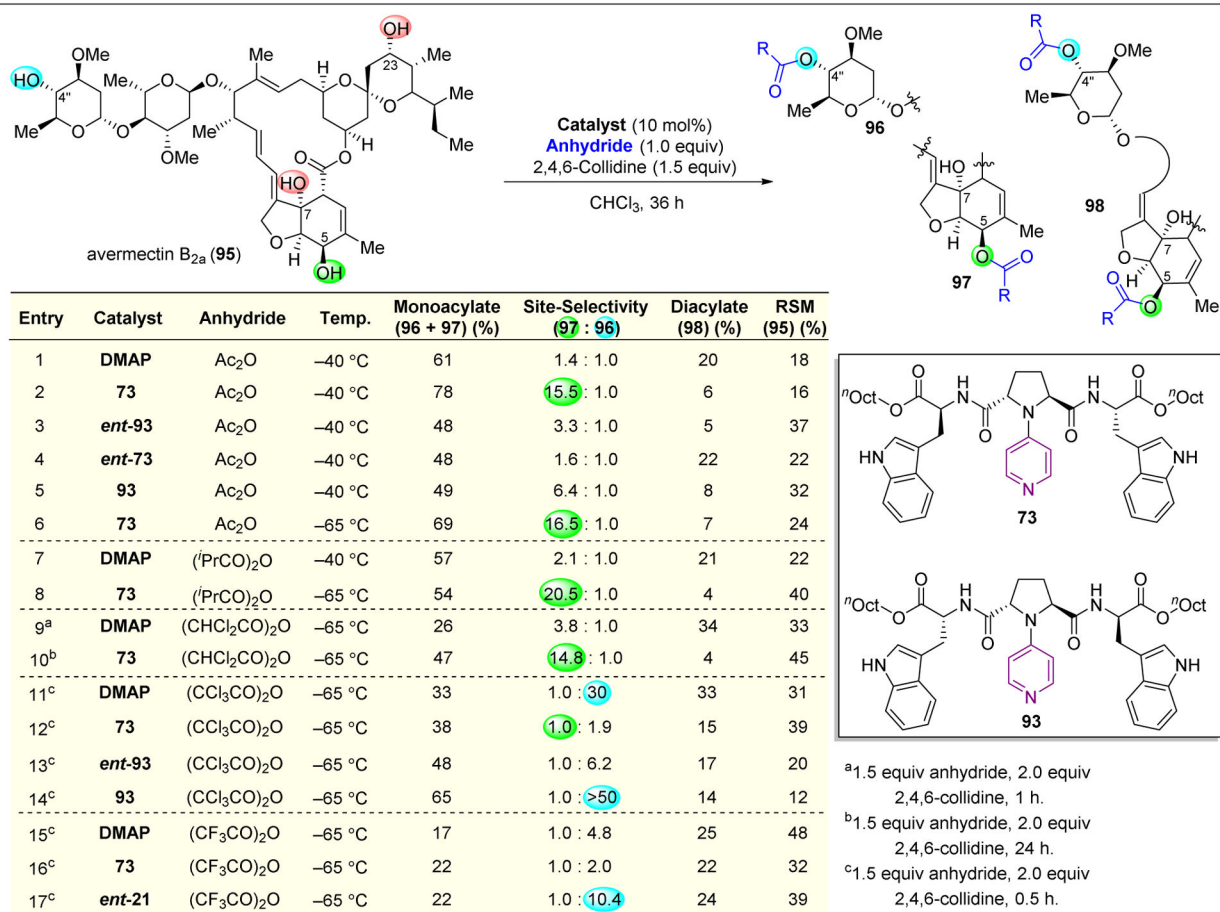 OH
23
Me
OMe
HO
4"
Me
O
Me
O
O
H
O
Me
O
O
Me
Me
O
O
OMe
Me
HO
7
H
O
O
O
H
5
Me
OH
avermectin B2a (95)
Catalyst (10 mol%)
Anhydride (1.0 equiv)
2,4,6-Collidine (1.5 equiv)
CHCl3, 36 h
R
O
O
OMe
4"
Me
O
O
96
HO
7
O
H
5
Me
O
O
R
97
R
O
O
OMe
4"
Me
O
O
98
OH
7
O
H
5
O
O
Me
R
Entry Catalyst Anhydride Temp. Monoacylate (96 + 97) (%) Site-Selectivity (97 : 96) Diacylate (98) (%) RSM (95) (%)
1 DMAP Ac2O –40 °C 61 1.4 : 1.0 20 18
2 73 Ac2O –40 °C 78 15.5 : 1.0 6 16
3 ent-93 Ac2O –40 °C 48 3.3 : 1.0 5 37
4 ent-73 Ac2O –40 °C 48 1.6 : 1.0 22 22
5 93 Ac2O –40 °C 49 6.4 : 1.0 8 32
6 73 Ac2O –65 °C 69 16.5 : 1.0 7 24
7 DMAP (iPrCO)2O –40 °C 57 2.1 : 1.0 21 22
8 73 (iPrCO)2O –65 °C 54 20.5 : 1.0 4 40
9a DMAP (CHCl2CO)2O –65 °C 26 3.8 : 1.0 34 33
10b 73 (CHCl2CO)2O –65 °C 47 14.8 : 1.0 4 45
11c DMAP (CCl3CO)2O –65 °C 33 1.0 : 30 33 31
12c 73 (CCl3CO)2O –65 °C 38 1.0 : 1.9 15 39
13c ent-93 (CCl3CO)2O –65 °C 48 1.0 : 6.2 17 20
14c 93 (CCl3CO)2O –65 °C 65 1.0 : >50 14 12
15c DMAP (CF3CO)2O –65 °C 17 1.0 : 4.8 25 48
16c 73 (CF3CO)2O –65 °C 22 1.0 : 2.0 22 32
17c ent-21 (CF3CO)2O –65 °C 22 1.0 : 10.4 24 39
O H H O
nOct O N N O nOct
O N O
HN NH
N
73
O H H O
nOct O N N O nOct
O N O
HN NH
N
93
a1.5 equiv anhydride, 2.0 equiv
2,4,6-collidine, 1 h.
b1.5 equiv anhydride, 2.0 equiv
2,4,6-collidine, 24 h.
c1.5 equiv anhydride, 2.0 equiv
2,4,6-collidine, 0.5 h.